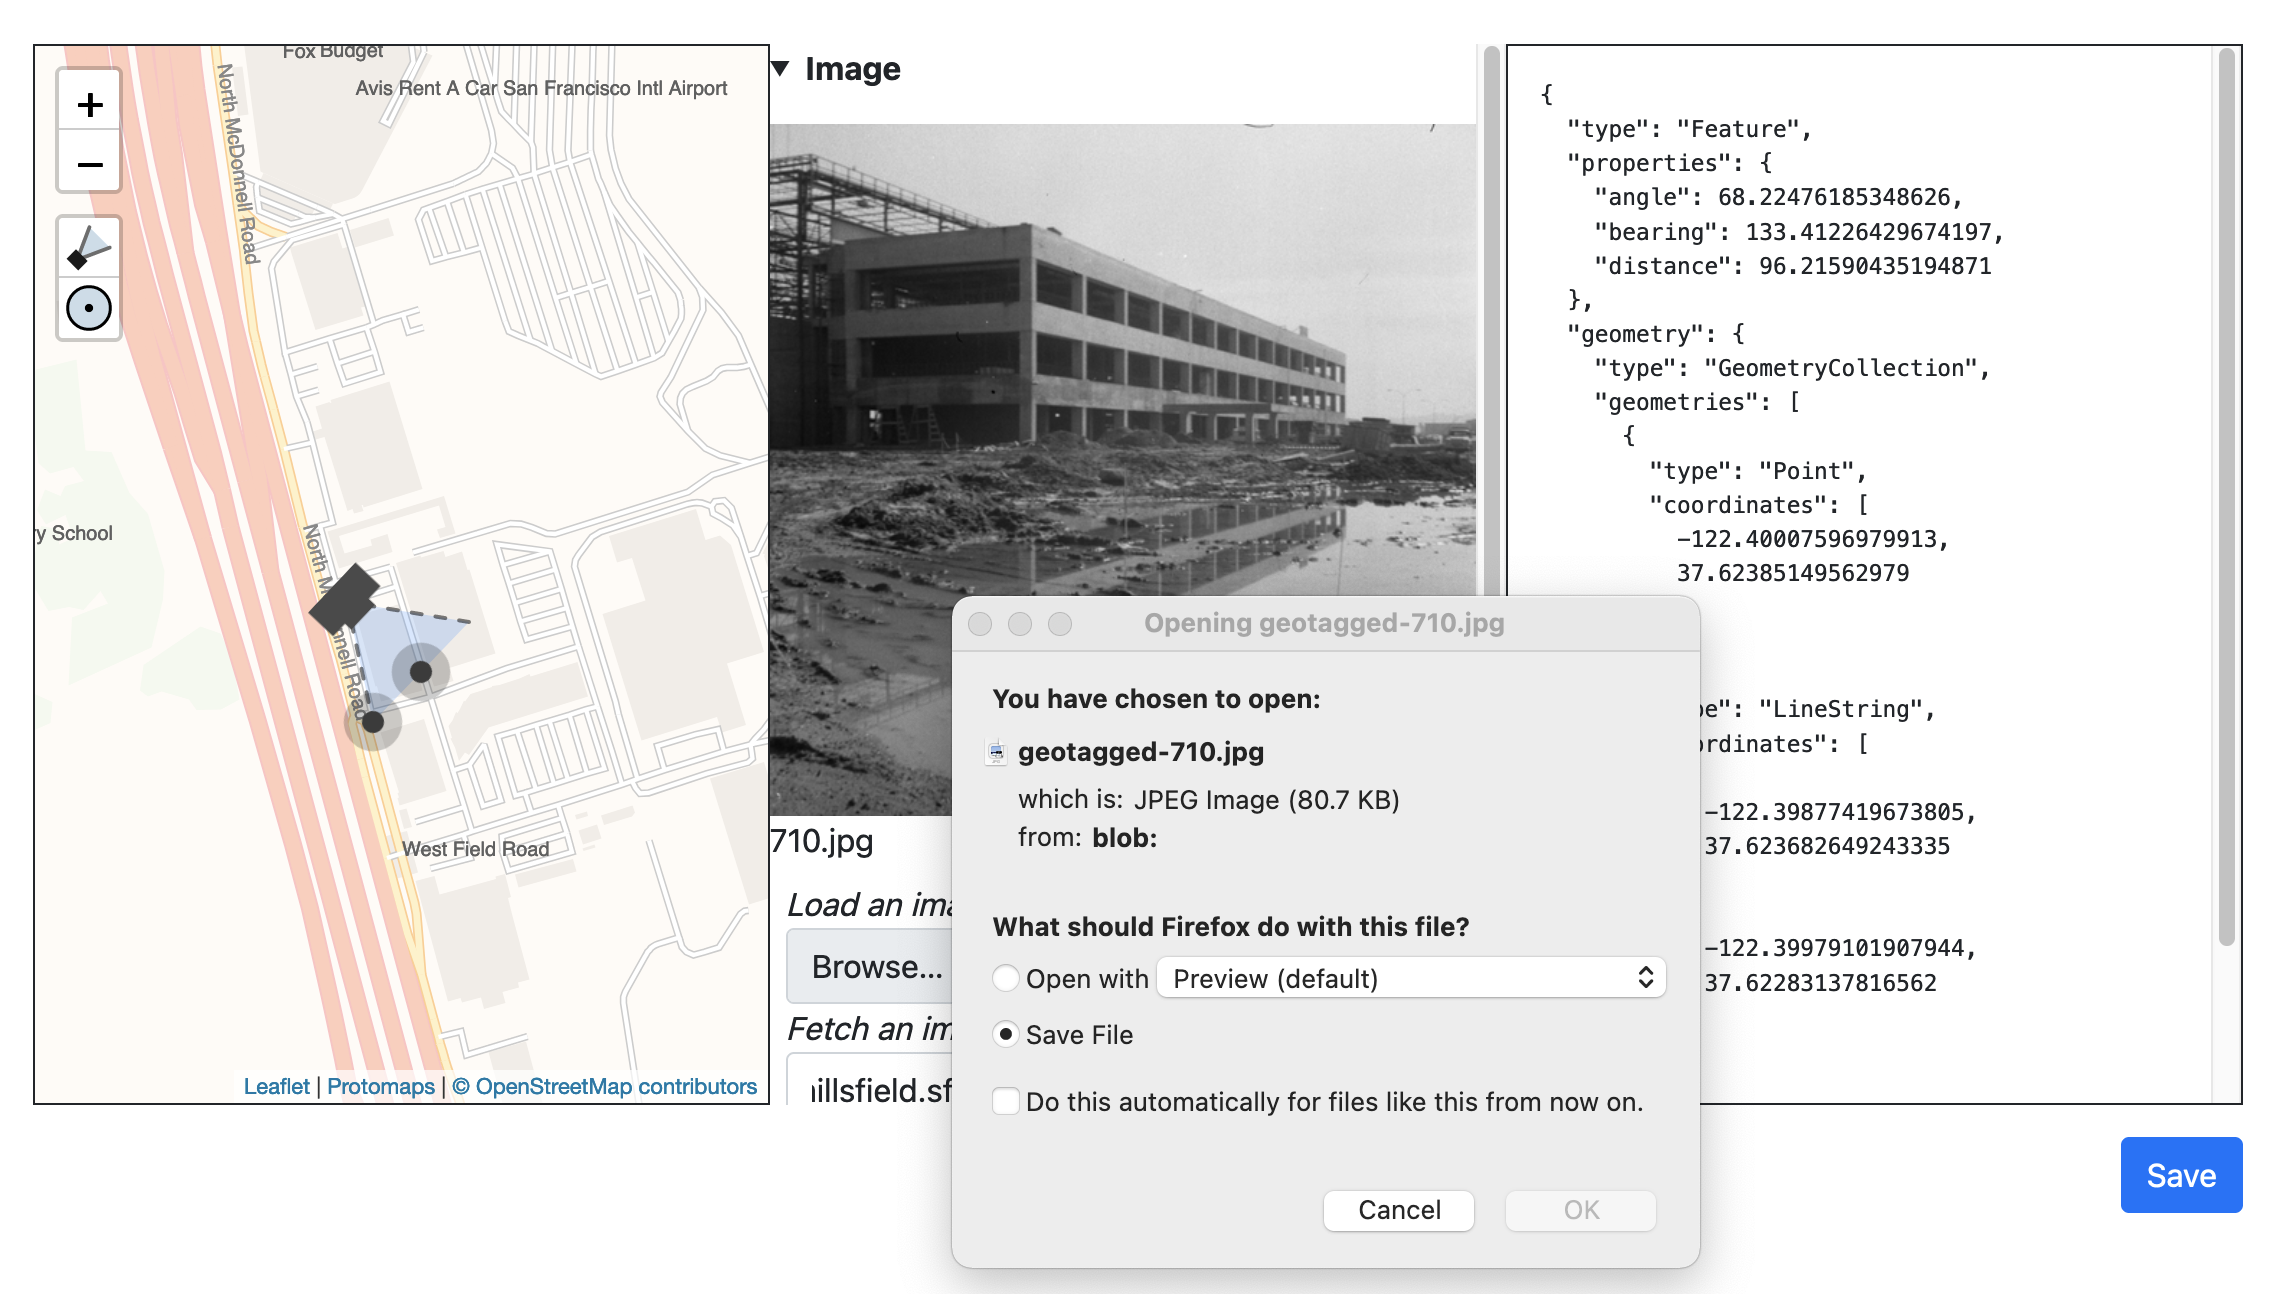 Fox Budget
Avis Rent A Car San Francisco Intl Airport
+
−
North McDonnell Road
ry School
North M
nnell Road
West Field Road
Leaflet | Protomaps | © OpenStreetMap contributors
▼ Image
710.jpg
Load an ima
Browse...
Fetch an im
illsfield.sf
{
"type": "Feature",
"properties": {
"angle": 68.22476185348626,
"bearing": 133.41226429674197,
"distance": 96.21590435194871
},
"geometry": {
"type": "GeometryCollection",
"geometries": [
{
"type": "Point",
"coordinates": [
-122.40007596979913,
37.62385149562979
pe": "LineString",
ordinates": [
-122.39877419673805,
37.623682649243335
-122.39979101907944,
37.62283137816562
Opening geotagged-710.jpg
You have chosen to open:
geotagged-710.jpg
which is: JPEG Image (80.7 KB)
from: blob:
What should Firefox do with this file?
Open with Preview (default)
Save File
Do this automatically for files like this from now on.
Cancel OK
Save